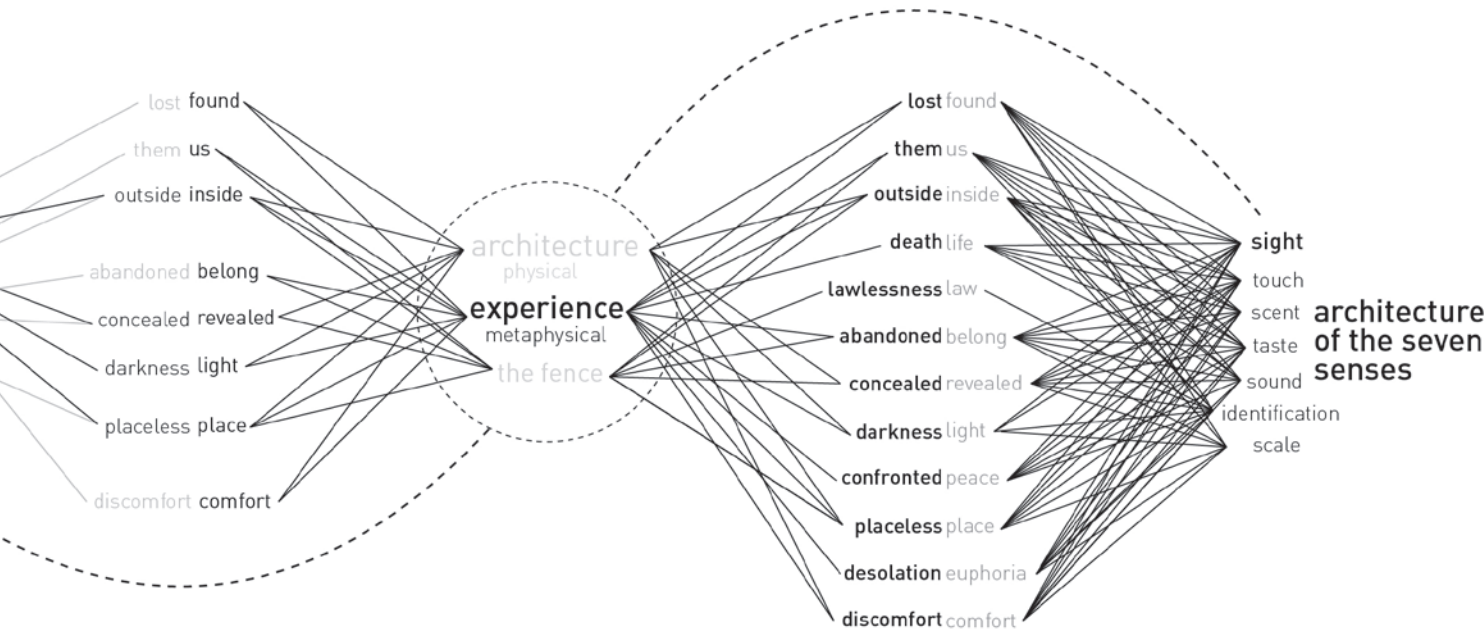 lost found
them us
outside inside
abandoned belong
concealed revealed
darkness light
placeless place
discomfort comfort
architecture
physical
experience
metaphysical
the fence
lost found
them us
outside inside
death life
lawlessness law
abandoned belong
concealed revealed
darkness light
confronted peace
placeless place
desolation euphoria
discomfort comfort
sight
touch
scent
taste
sound
identification
scale
architecture
of the seven
senses